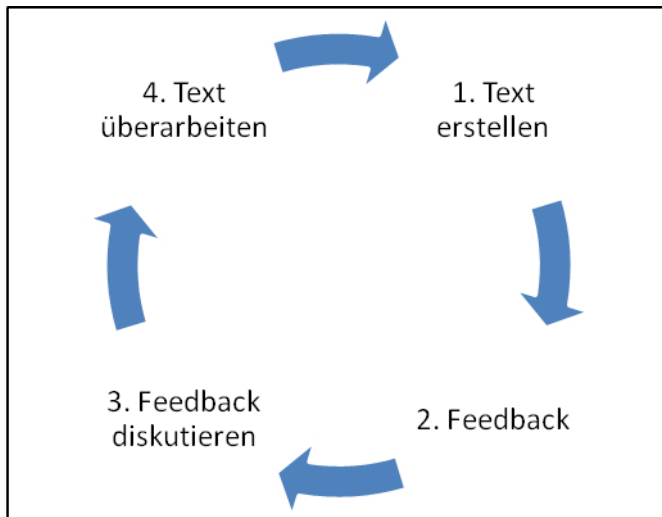 4. Text
überarbeiten
1. Text
erstellen
3. Feedback
diskutieren
2. Feedback